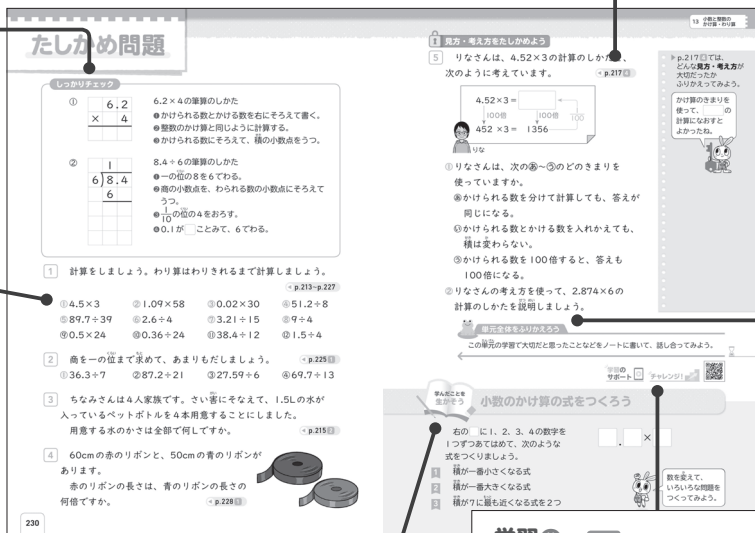 たしかめ問題
しっかりチェック
① 6.2
× 4
6.2×4の筆算のしかた
❶かけられる数とかける数を右にそろえて書く。
❷整数のかけ算と同じように計算する。
❸かけられる数にそろえて、積の小数点をうつ。
② 1
6)8.4
6
8.4÷6の筆算のしかた
❶一の位の8を6でわる。
❷商の小数点を、わられる数の小数点にそろえて
うつ。
❸1/10の位の4をおろす。
❹0.1が□ことみて、6でわる。
1 計算をしましょう。わり算はわりきれるまで計算しましょう。
p.213~p.227
①4.5×3 ②1.09×58 ③0.02×30 ④51.2÷8
⑤89.7÷39 ⑥2.6÷4 ⑦3.21÷15 ⑧9÷4
⑨0.5×24 ⑩0.36×24 ⑪38.4÷12 ⑫1.5÷4
2 商を一の位まで求めて、あまりもだしましょう。 p.225 1
①36.3÷7 ②87.2÷21 ③27.59÷6 ④69.7÷13
3 ちなみさんは4人家族です。さい害にそなえて、1.5Lの水が
入っているペットボトルを4本用意することにしました。
用意する水のかさは全部で何Lですか。 p.215 2
4 60cmの赤のリボンと、50cmの青のリボンが
あります。
赤のリボンの長さは、青のリボンの長さの
何倍ですか。 p.228 1
230
13 小数と整数の
かけ算・わり算
見方・考え方をたしかめよう
5 りなさんは、4.52×3の計算のしかたを、
次のように考えています。 p.217 4
4.52×3=□
100倍 100倍 1/100
452 ×3= 1356
りな
①りなさんは、次のあ〜うのどのきまりを
使っていますか。
あかけられる数を分けて計算しても、答えが
同じになる。
いかけられる数とかける数を入れかえても、
積は変わらない。
うかけられる数を100倍すると、答えも
100倍になる。
②りなさんの考え方を使って、2.874×6の
計算のしかたを説明しましょう。
p.217 4では、
どんな見方・考え方が
大切だったか
ふりかえってみよう。
かけ算のきまりを
使って、□の
計算になおすと
よかったね。
単元全体をふりかえろう
この単元の学習で大切だと思ったことなどをノートに書いて、話し合ってみよう。
学習の
サポート
チャレンジ!
学んだことを
生かそう
小数のかけ算の式をつくろう
右の□に1、2、3、4の数字を
1つずつあてはめて、次のような
式をつくりましょう。
□.□×□
1 積が一番小さくなる式
2 積が一番大きくなる式
3 積が7に最も近くなる式を2つ
数を変えて、
いろいろな問題を
つくってみよう。